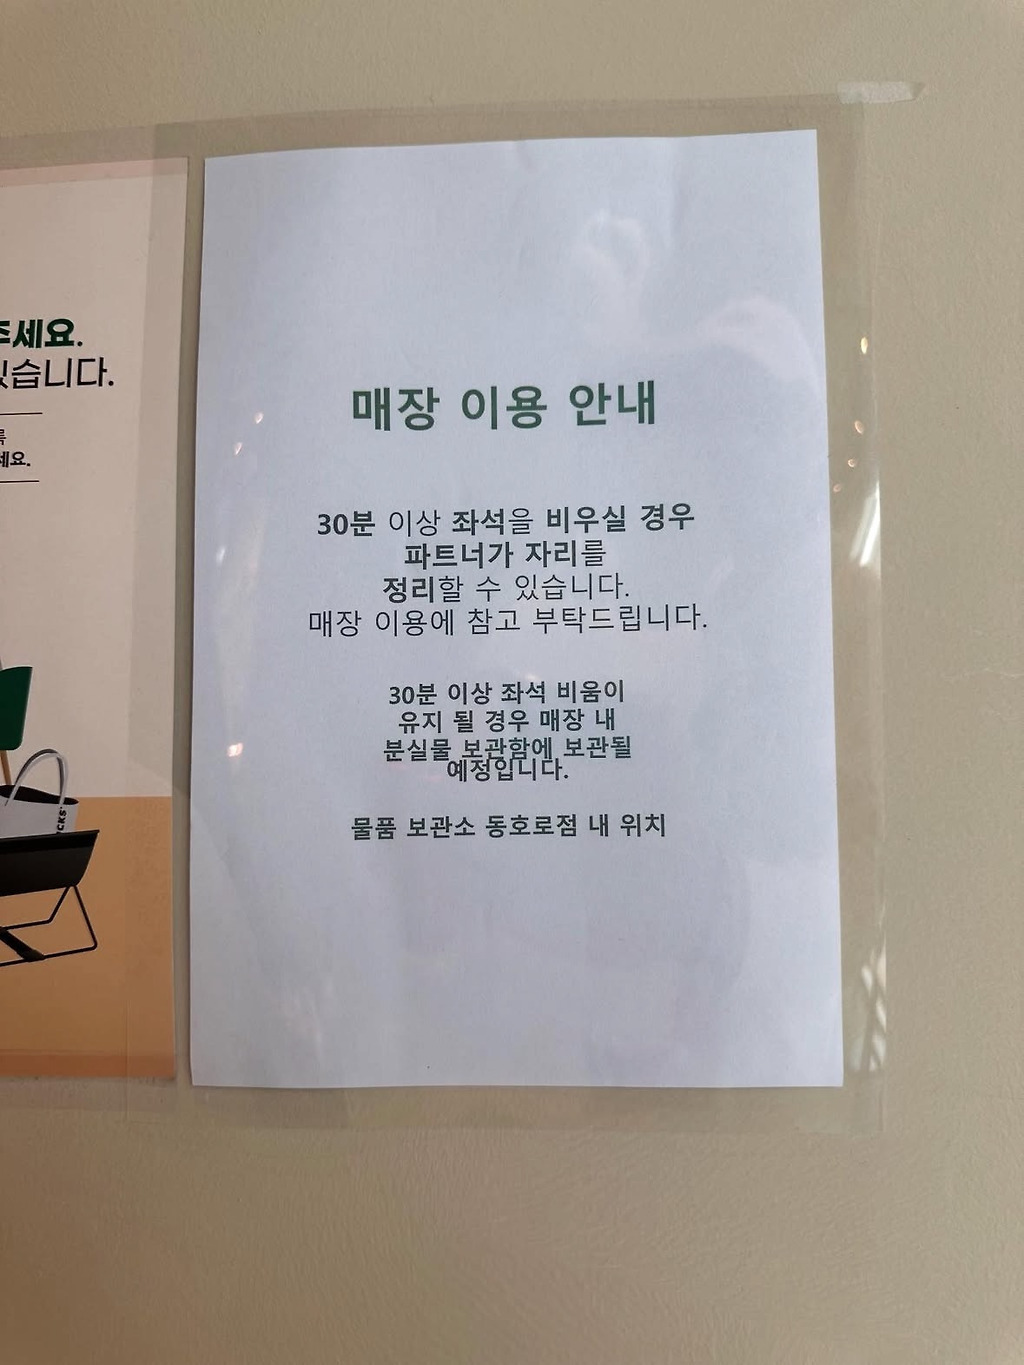 주세요.
있습니다.
록
세요.
매장 이용 안내
30분 이상 좌석을 비우실 경우
파트너가 자리를
정리할 수 있습니다.
매장 이용에 참고 부탁드립니다.
30분 이상 좌석 비움이
유지 될 경우 매장 내
분실물 보관함에 보관될
예정입니다.
물품 보관소 동호로점 내 위치